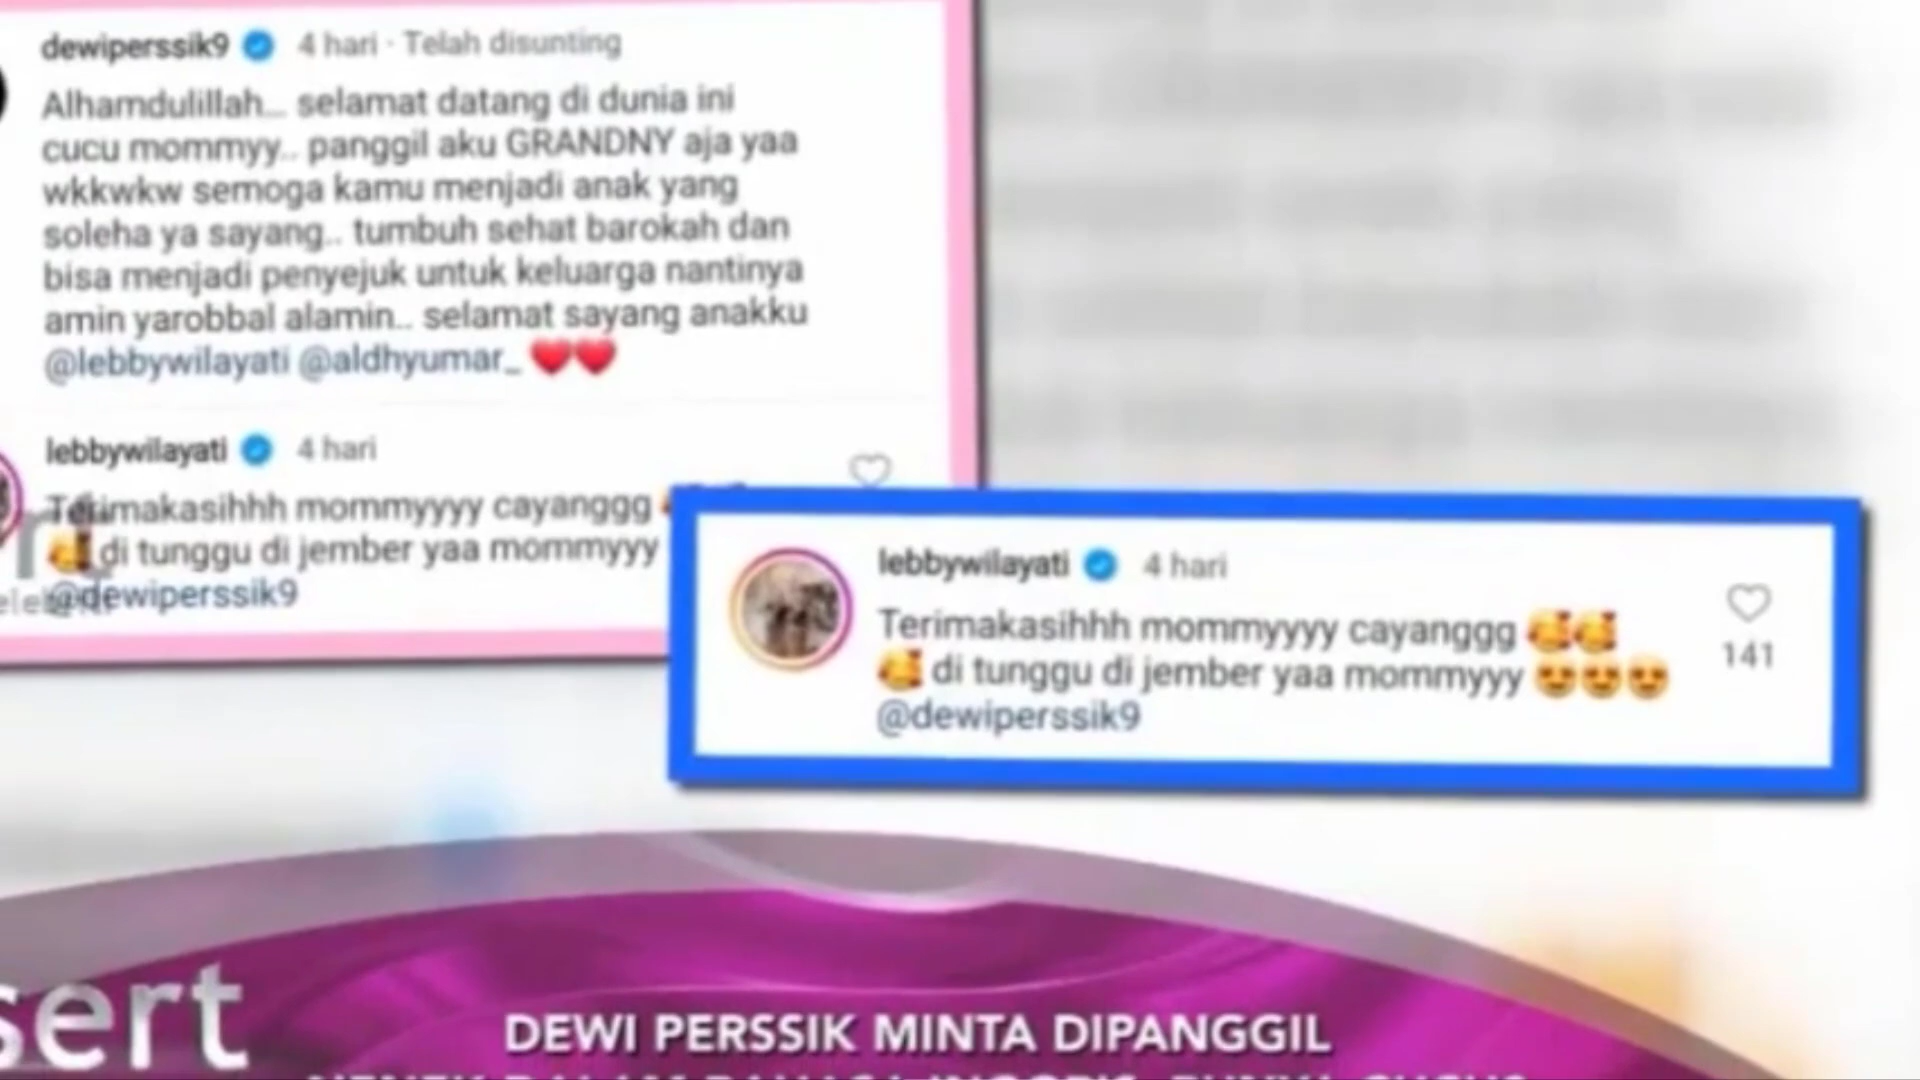 dewiperssik9 4 hari · Telah disunting
Alhamdulillah... selamat datang di dunia ini
cucu mommyy.. panggil aku GRANDNY aja yaa
wkkwkw semoga kamu menjadi anak yang
soleha ya sayang.. tumbuh sehat barokah dan
bisa menjadi penyejuk untuk keluarga nantinya
amin yarobbal alamin.. selamat sayang anakku
@lebbywilayati @aldhyumar_ ❤️❤️
lebbywilayati 4 hari
Terimakasihhh mommyyyy cayanggg
🥰 di tunggu di jember yaa mommyyy
@dewiperssik9
lebbywilayati 4 hari
Terimakasihhh mommyyyy cayanggg 🥰🥰
🥰 di tunggu di jember yaa mommyyy 😍😍😍
@dewiperssik9
141
sert
DEWI PERSSIK MINTA DIPANGGIL